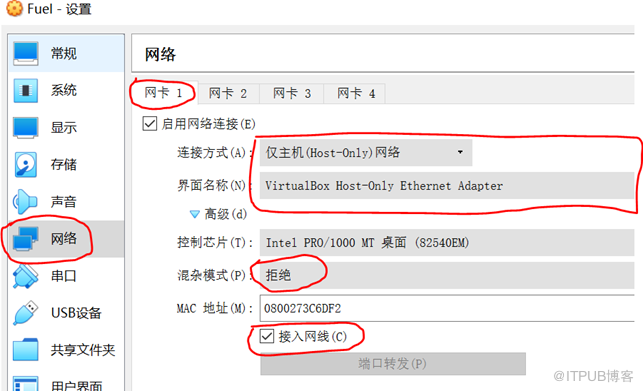 Fuel - 设置
常规
系统
显示
存储
声音
网络
串口
USB设备
共享文件夹
用户界面
网络
网卡 1 网卡 2 网卡 3 网卡 4
启用网络连接(E)
连接方式(A): 仅主机(Host-Only)网络
界面名称(N): VirtualBox Host-Only Ethernet Adapter
高级(d)
控制芯片(T): Intel PRO/1000 MT 桌面 (82540EM)
混杂模式(P): 拒绝
MAC 地址(M): 0800273C6DF2
接入网线(C)
端口转发(P)
@ITPUB博客